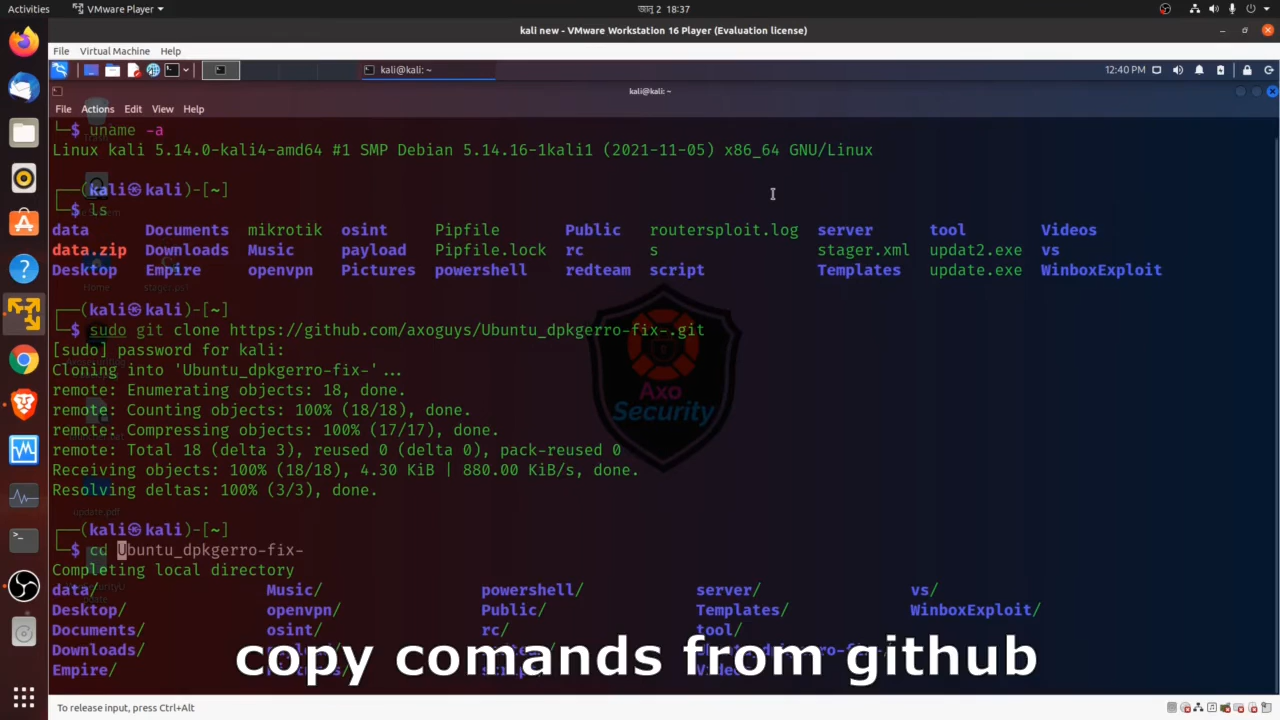 Activities VMware Player জানু 2 18:37
kali new - VMware Workstation 16 Player (Evaluation license)
File Virtual Machine Help
kali@kali: ~ 12:40 PM
kali@kali: ~
File Actions Edit View Help
└─$ uname -a
Linux kali 5.14.0-kali4-amd64 #1 SMP Debian 5.14.16-1kali1 (2021-11-05) x86_64 GNU/Linux
┌──(kali㉿kali)-[~]
└─$ ls
data Documents mikrotik osint Pipfile Public routersploit.log server tool Videos
data.zip Downloads Music payload Pipfile.lock rc s stager.xml updat2.exe vs
Desktop Empire openvpn Pictures powershell redteam script Templates update.exe WinboxExploit
Home
┌──(kali㉿kali)-[~]
└─$ sudo git clone https://github.com/axoguys/Ubuntu_dpkgerro-fix-.git
[sudo] password for kali:
Cloning into 'Ubuntu_dpkgerro-fix-'...
remote: Enumerating objects: 18, done.
remote: Counting objects: 100% (18/18), done.
remote: Compressing objects: 100% (17/17), done.
remote: Total 18 (delta 3), reused 0 (delta 0), pack-reused 0
Receiving objects: 100% (18/18), 4.30 KiB | 880.00 KiB/s, done.
Resolving deltas: 100% (3/3), done.
Axo
Security
update.pdf
┌──(kali㉿kali)-[~]
└─$ cd Ubuntu_dpkgerro-fix-
Completing local directory
data/ Music/ powershell/ server/ vs/
Desktop/ openvpn/ Public/ Templates/ WinboxExploit/
Documents/ osint/ rc/ tool/
Downloads/
Empire/
copy comands from github
To release input, press Ctrl+Alt